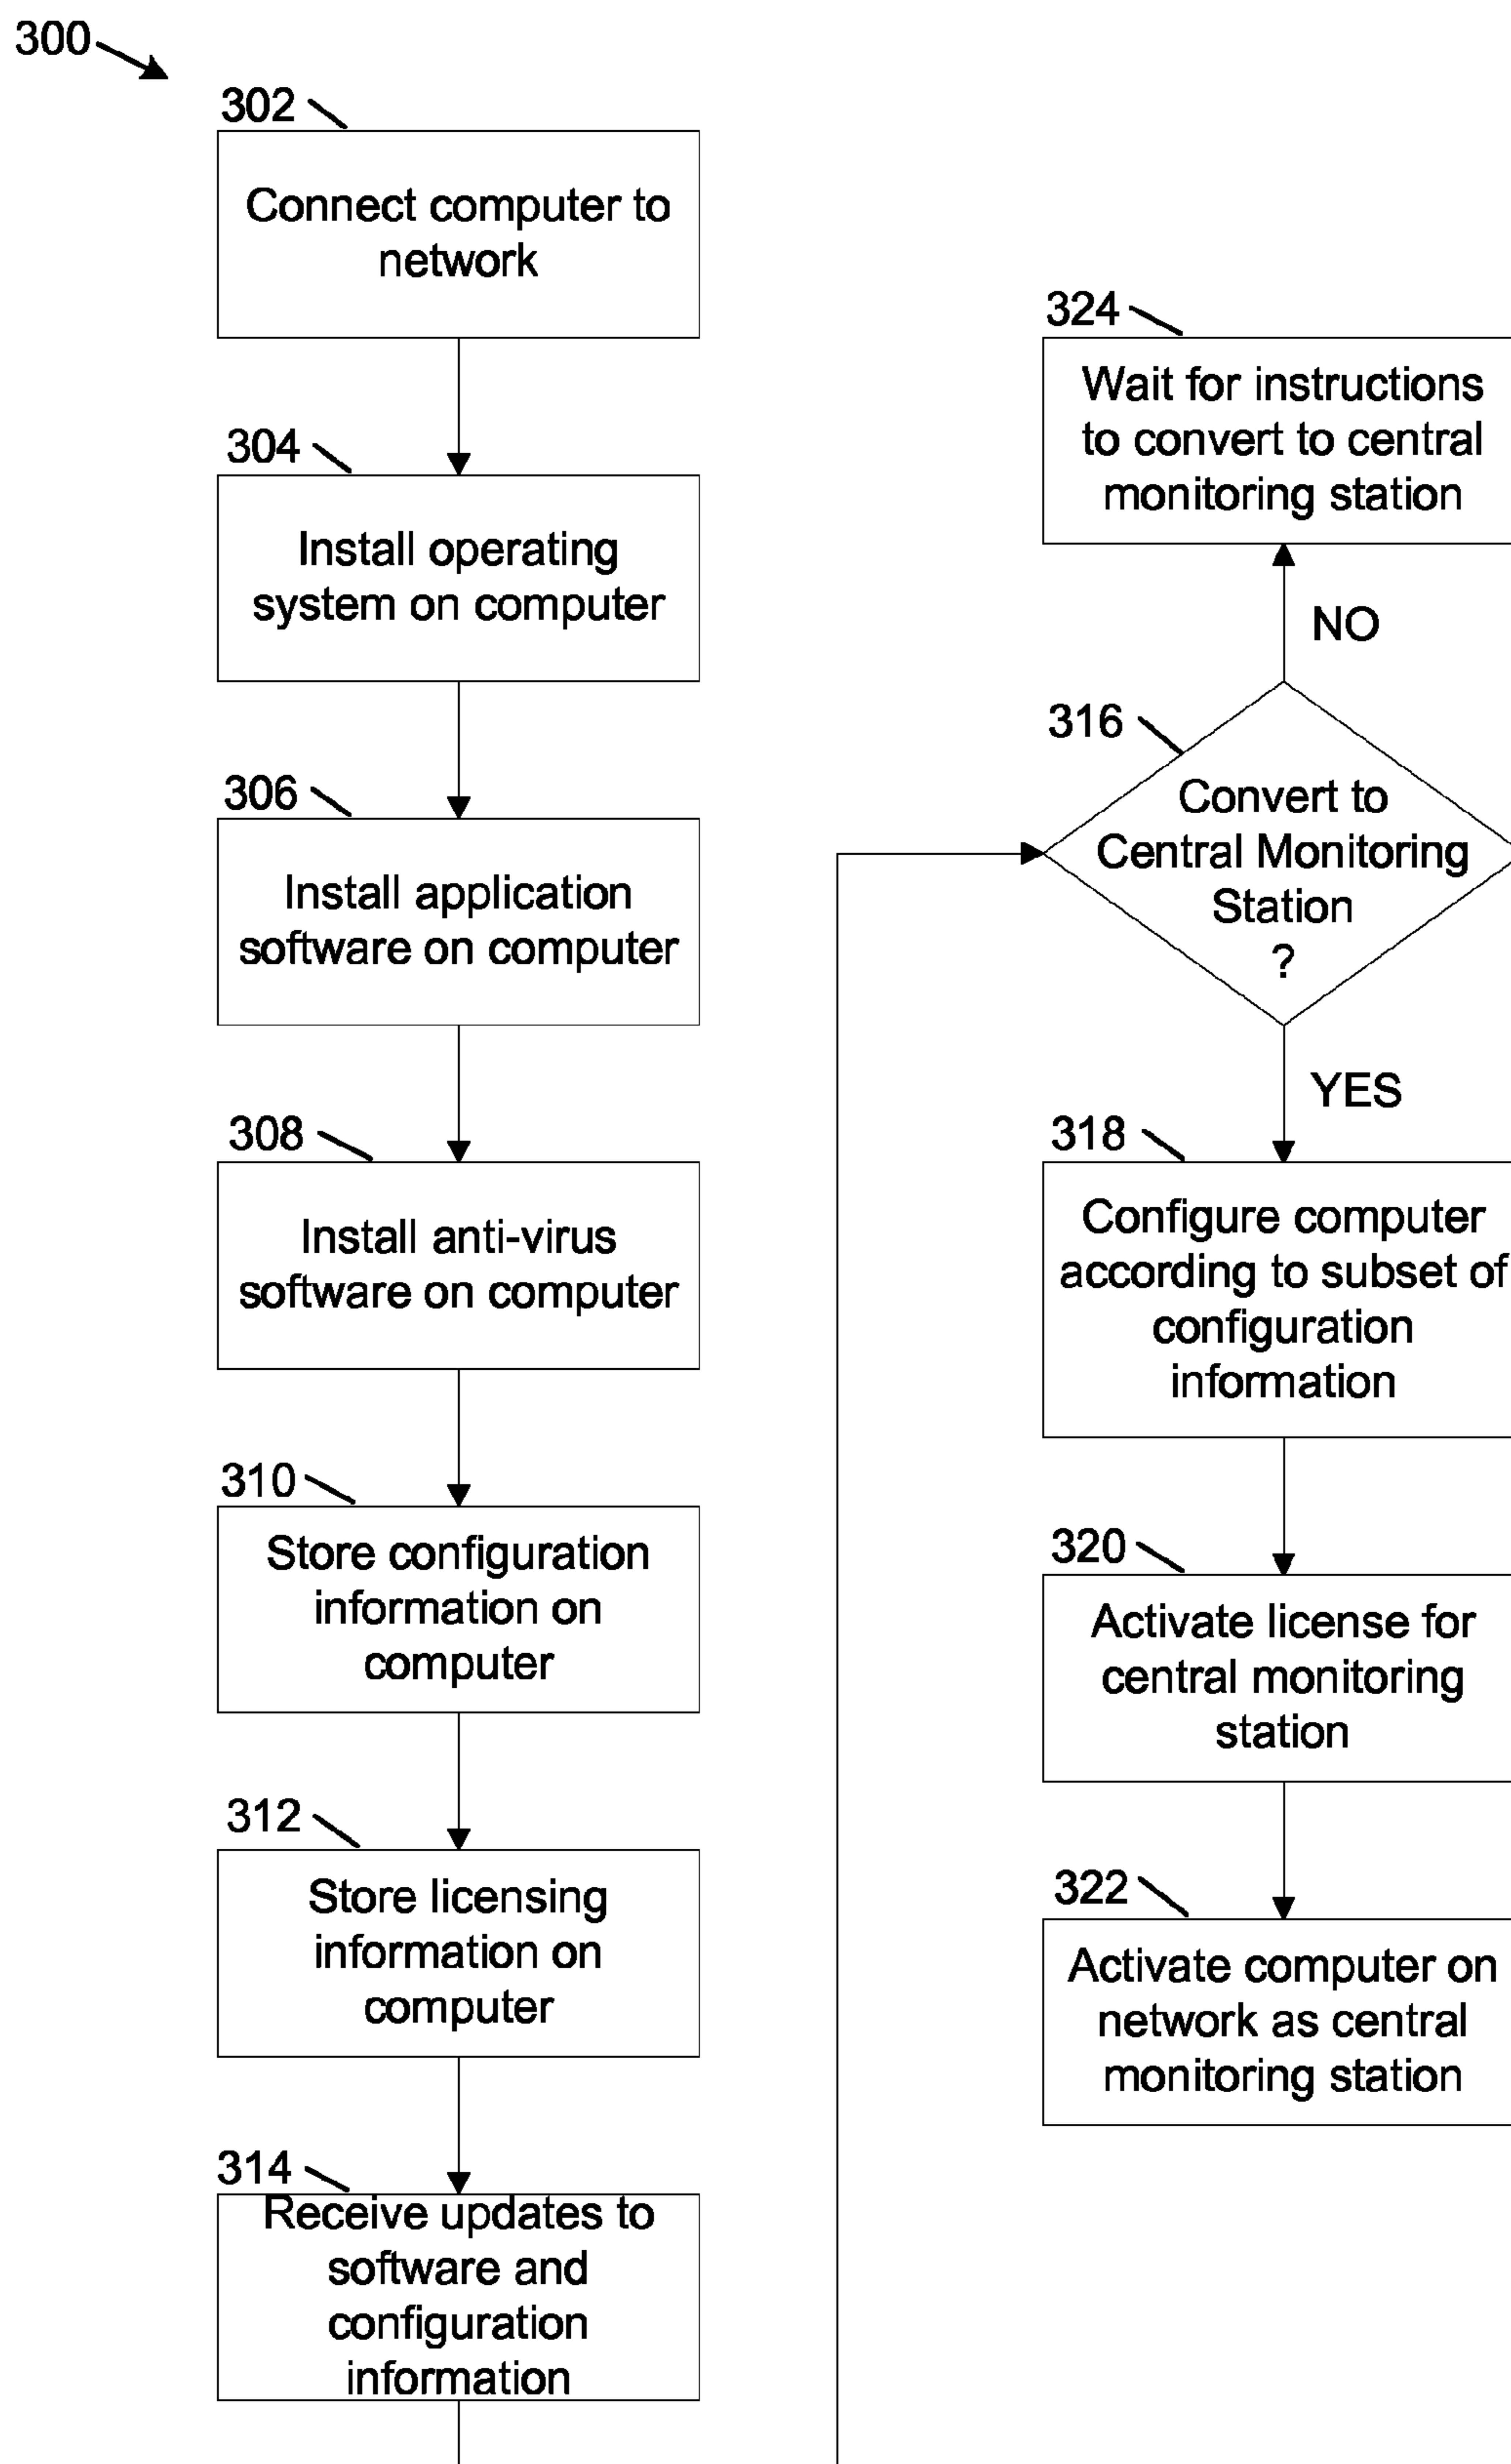 300
302
Connect computer to
network
304
Install operating
system on computer
306
Install application
software on computer
308
Install anti-virus
software on computer
310
Store configuration
information on
computer
312
Store licensing
information on
computer
314
Receive updates to
software and
configuration
information
324
Wait for instructions
to convert to central
monitoring station
NO
316
Convert to
Central Monitoring
Station
?
YES
318
Configure computer
according to subset of
configuration
information
320
Activate license for
central monitoring
station
322
Activate computer on
network as central
monitoring station